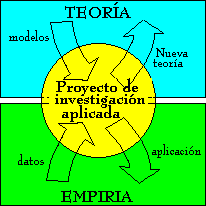 TEORÍA
modelos
Nueva
teoría
Proyecto de
investigación
aplicada
datos
aplicación
EMPIRIA